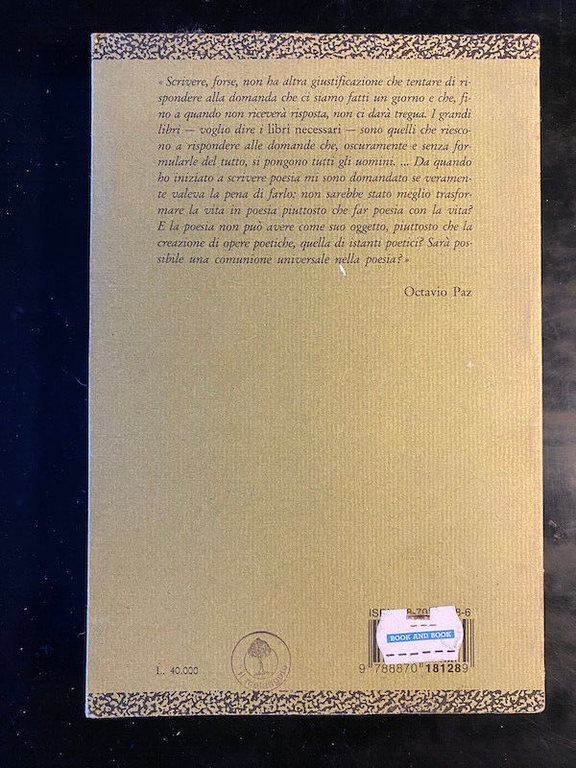 « Scrivere, forse, non ha altra giustificazione che tentare di ri-
spondere alla domanda che ci siamo fatti un giorno e che, fi-
no a quando non riceverà risposta, non ci darà tregua. I grandi
libri — voglio dire i libri necessari — sono quelli che riesco-
no a rispondere alle domande che, oscuramente e senza for-
mularle del tutto, si pongono tutti gli uomini. ... Da quando
ho iniziato a scrivere poesia mi sono domandato se veramen-
te valeva la pena di farlo: non sarebbe stato meglio trasfor-
mare la vita in poesia piuttosto che far poesia con la vita?
E la poesia non può avere come suo oggetto, piuttosto che la
creazione di opere poetiche, quella di istanti poetici? Sarà pos-
sibile una comunione universale nella poesia? »
Octavio Paz
BOOK AND BOOK
L. 40.000
9 788870 181289